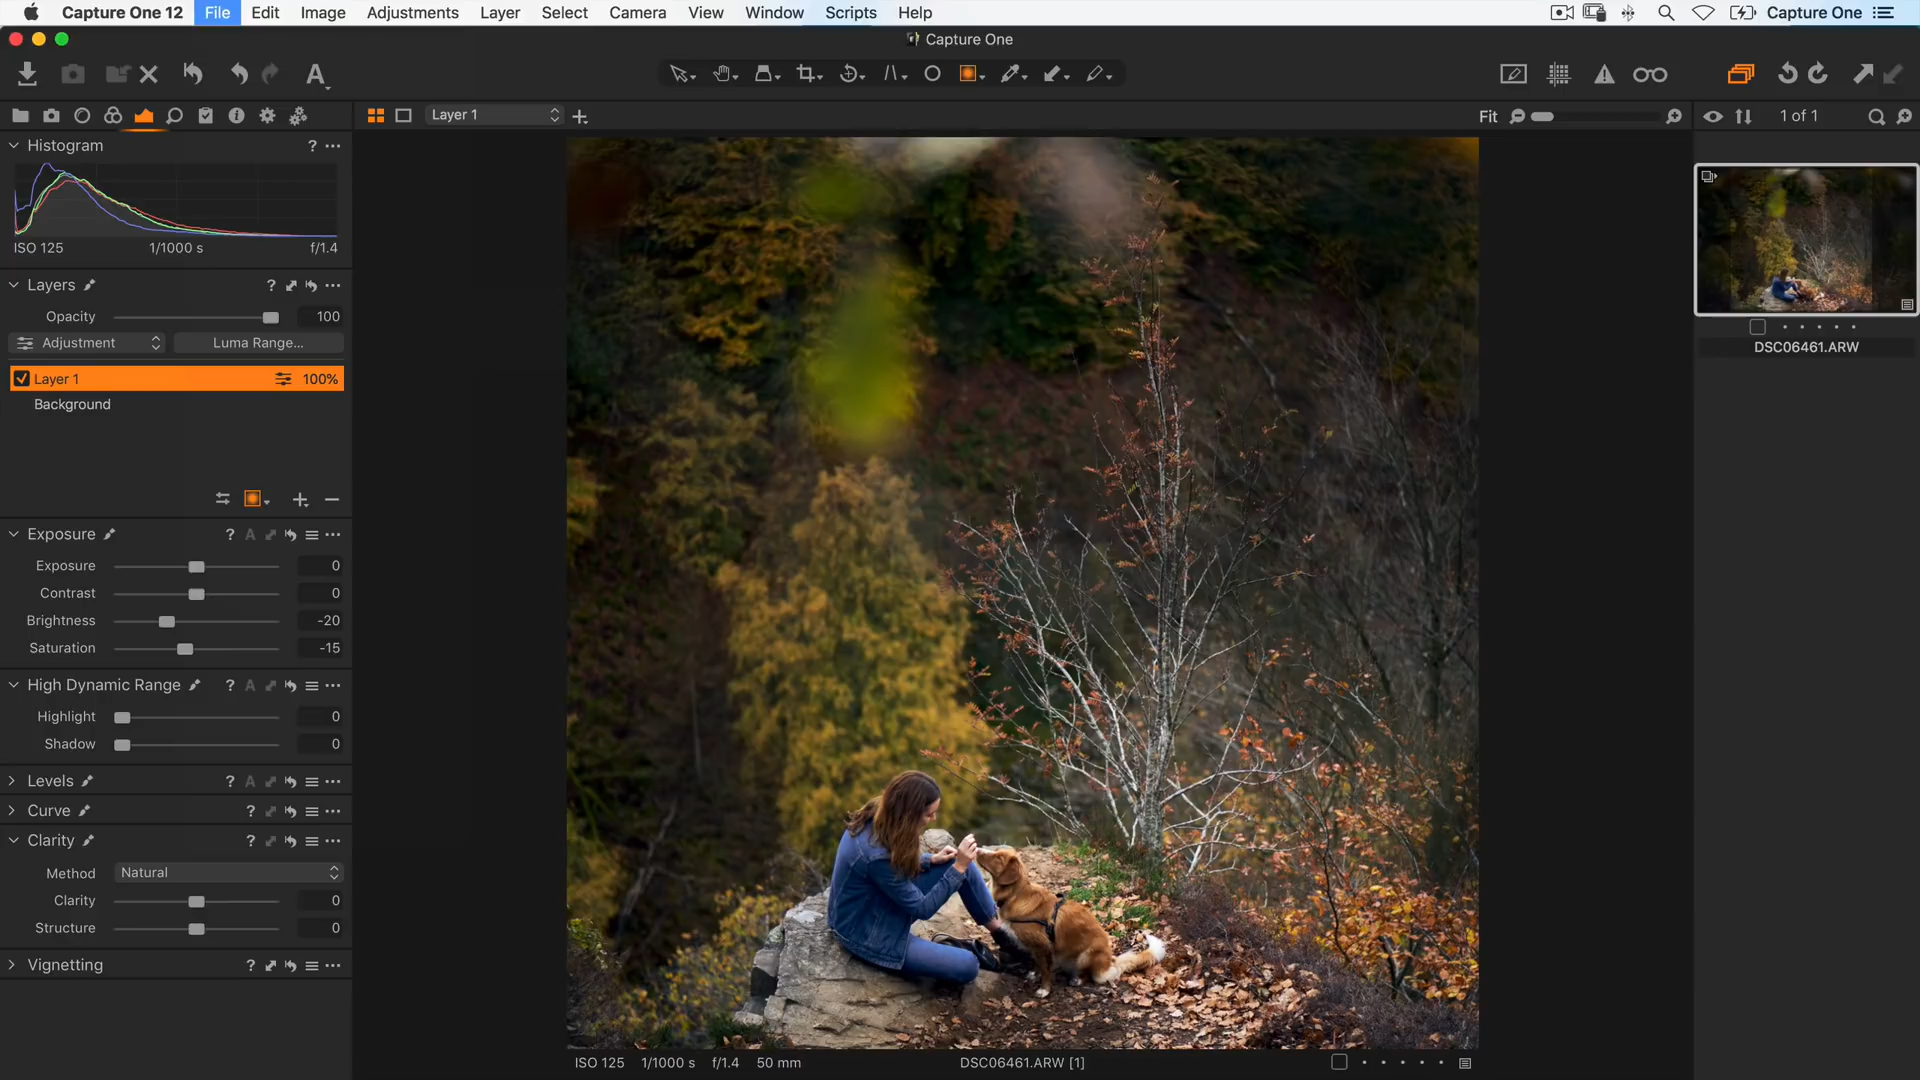 Capture One 12 File Edit Image Adjustments Layer Select Camera View Window Scripts Help Capture One
Capture One
A
Layer 1
Fit
1 of 1
Histogram ? ...
ISO 125 1/1000 s f/1.4
Layers ? ...
Opacity 100
Adjustment Luma Range...
Layer 1 100%
Background
Exposure ? A ...
Exposure 0
Contrast 0
Brightness -20
Saturation -15
High Dynamic Range ? A ...
Highlight 0
Shadow 0
Levels ? A ...
Curve ? ...
Clarity ? ...
Method Natural
Clarity 0
Structure 0
Vignetting ? ...
ISO 125 1/1000 s f/1.4 50 mm DSC06461.ARW [1]
DSC06461.ARW